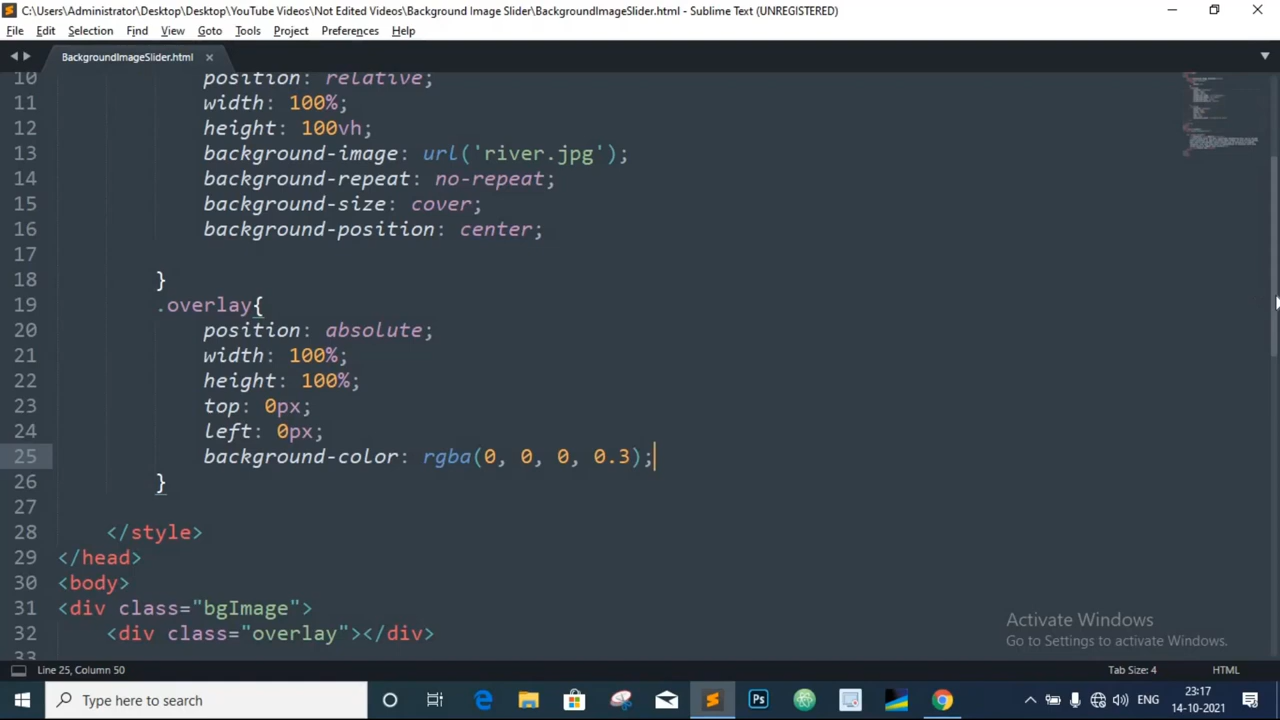 C:\Users\Administrator\Desktop\Desktop\YouTube Videos\Not Edited Videos\Background Image Slider\BackgroundImageSlider.html - Sublime Text (UNREGISTERED)
File Edit Selection Find View Goto Tools Project Preferences Help
BackgroundImageSlider.html
10 position: relative;
11 width: 100%;
12 height: 100vh;
13 background-image: url('river.jpg');
14 background-repeat: no-repeat;
15 background-size: cover;
16 background-position: center;
17
18 }
19 .overlay{
20 position: absolute;
21 width: 100%;
22 height: 100%;
23 top: 0px;
24 left: 0px;
25 background-color: rgba(0, 0, 0, 0.3);
26 }
27
28 </style>
29 </head>
30 <body>
31 <div class="bgImage">
32 <div class="overlay"></div>
33
Activate Windows
Go to Settings to activate Windows.
Line 25, Column 50 Tab Size: 4 HTML
Type here to search Ps ENG 23:17
14-10-2021